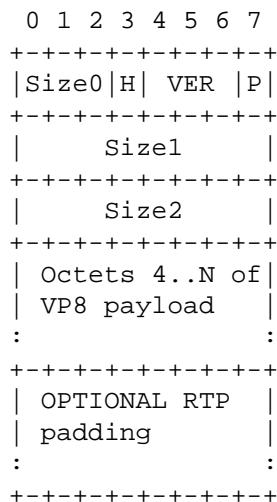 0 1 2 3 4 5 6 7
+-+-+-+-+-+-+-+-+
|Size0|H| VER |P|
+-+-+-+-+-+-+-+-+
| Size1 |
+-+-+-+-+-+-+-+-+
| Size2 |
+-+-+-+-+-+-+-+-+
| Octets 4..N of|
| VP8 payload |
: :
+-+-+-+-+-+-+-+-+
| OPTIONAL RTP |
| padding |
: :
+-+-+-+-+-+-+-+-+